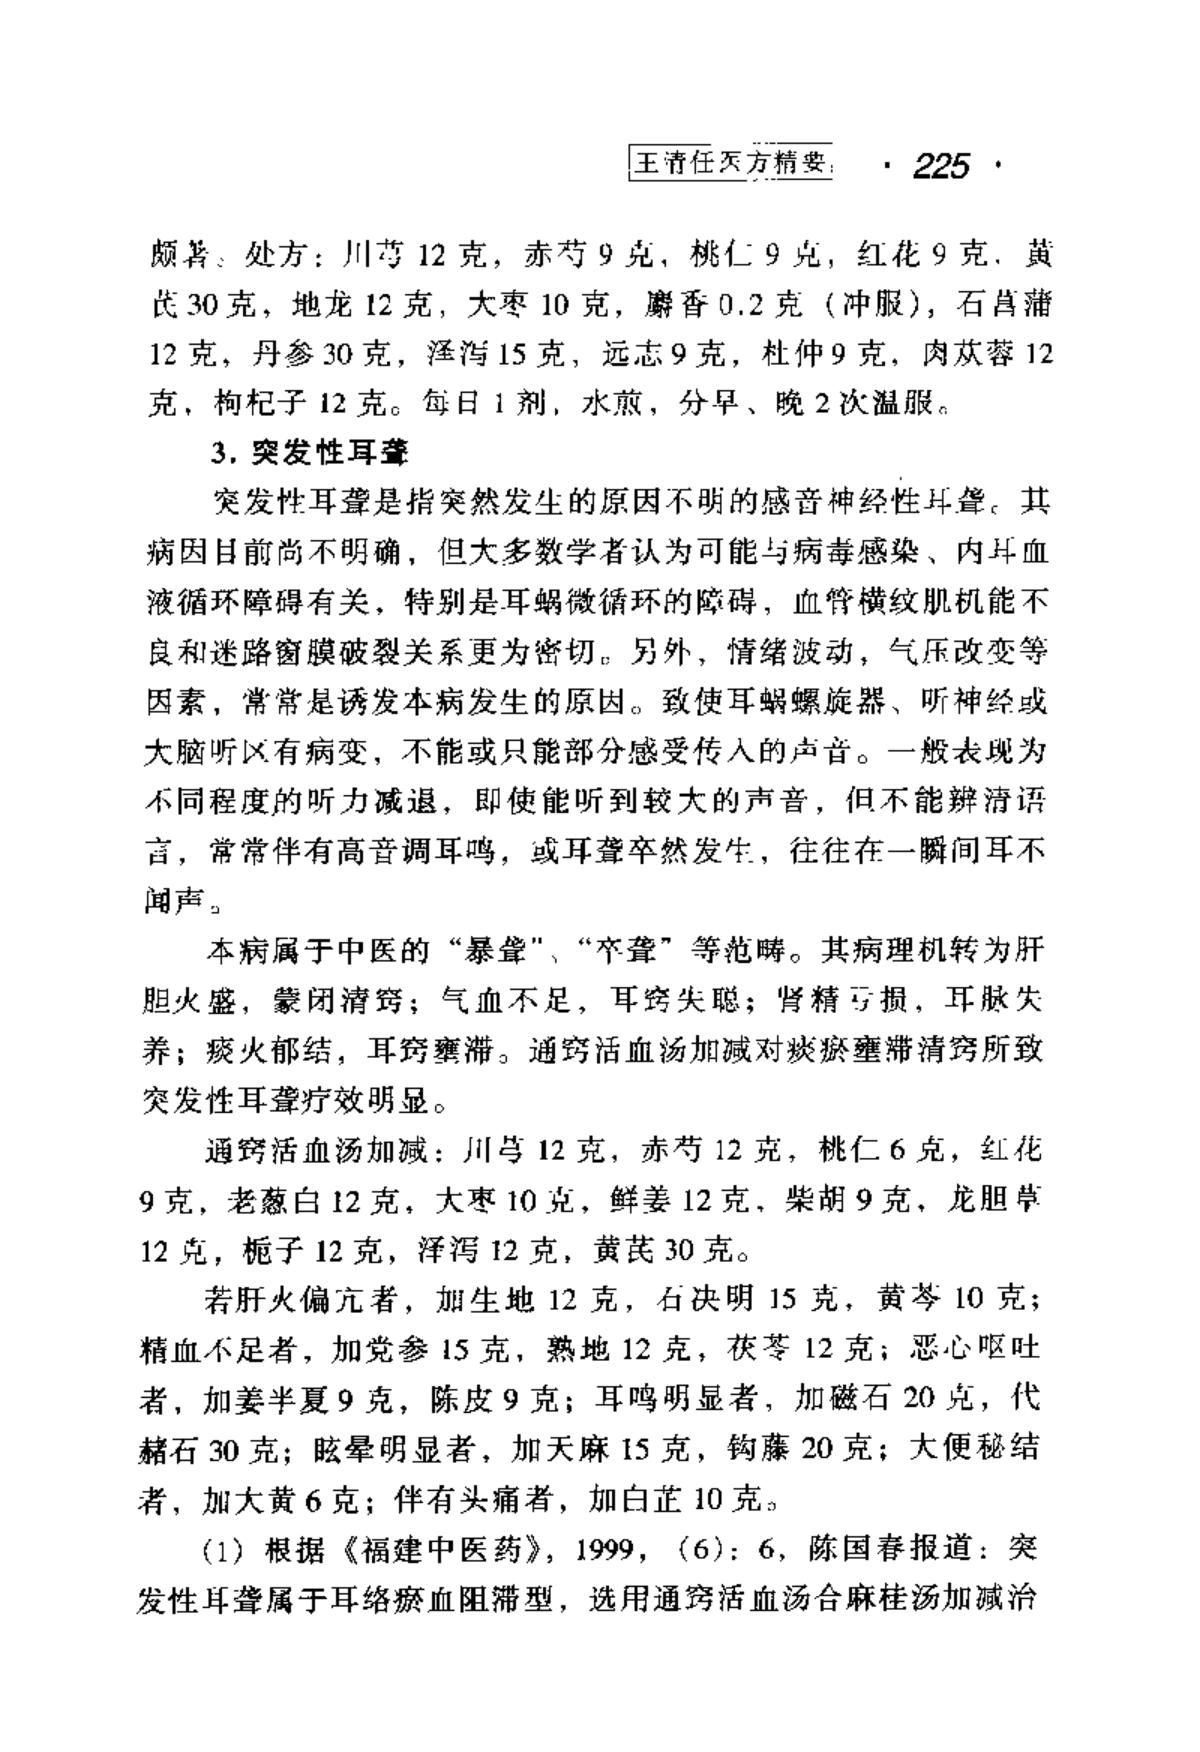 王清任医方精要 · 225 ·
颇著。处方：川芎 12 克，赤芍 9 克，桃仁 9 克，红花 9 克，黄
芪 30 克，地龙 12 克，大枣 10 克，麝香 0.2 克（冲服），石菖蒲
12 克，丹参 30 克，泽泻 15 克，远志 9 克，杜仲 9 克，肉苁蓉 12
克，枸杞子 12 克。每日 1 剂，水煎，分早、晚 2 次温服。
3. 突发性耳聋
突发性耳聋是指突然发生的原因不明的感音神经性耳聋。其
病因目前尚不明确，但大多数学者认为可能与病毒感染、内耳血
液循环障碍有关，特别是耳蜗微循环的障碍，血管横纹肌机能不
良和迷路窗膜破裂关系更为密切。另外，情绪波动，气压改变等
因素，常常是诱发本病发生的原因。致使耳蜗螺旋器、听神经或
大脑听区有病变，不能或只能部分感受传入的声音。一般表现为
不同程度的听力减退，即使能听到较大的声音，但不能辨清语
言，常常伴有高音调耳鸣，或耳聋卒然发生，往往在一瞬间耳不
闻声。
本病属于中医的“暴聋”、“卒聋”等范畴。其病理机转为肝
胆火盛，蒙闭清窍；气血不足，耳窍失聪；肾精亏损，耳脉失
养；痰火郁结，耳窍壅滞。通窍活血汤加减对痰瘀壅滞清窍所致
突发性耳聋疗效明显。
通窍活血汤加减：川芎 12 克，赤芍 12 克，桃仁 6 克，红花
9 克，老葱白 12 克，大枣 10 克，鲜姜 12 克，柴胡 9 克，龙胆草
12 克，栀子 12 克，泽泻 12 克，黄芪 30 克。
若肝火偏亢者，加生地 12 克，石决明 15 克，黄芩 10 克；
精血不足者，加党参 15 克，熟地 12 克，茯苓 12 克；恶心呕吐
者，加姜半夏 9 克，陈皮 9 克；耳鸣明显者，加磁石 20 克，代
赭石 30 克；眩晕明显者，加天麻 15 克，钩藤 20 克；大便秘结
者，加大黄 6 克；伴有头痛者，加白芷 10 克。
（1）根据《福建中医药》，1999，（6）：6，陈国春报道：突
发性耳聋属于耳络瘀血阻滞型，选用通窍活血汤合麻桂汤加减治